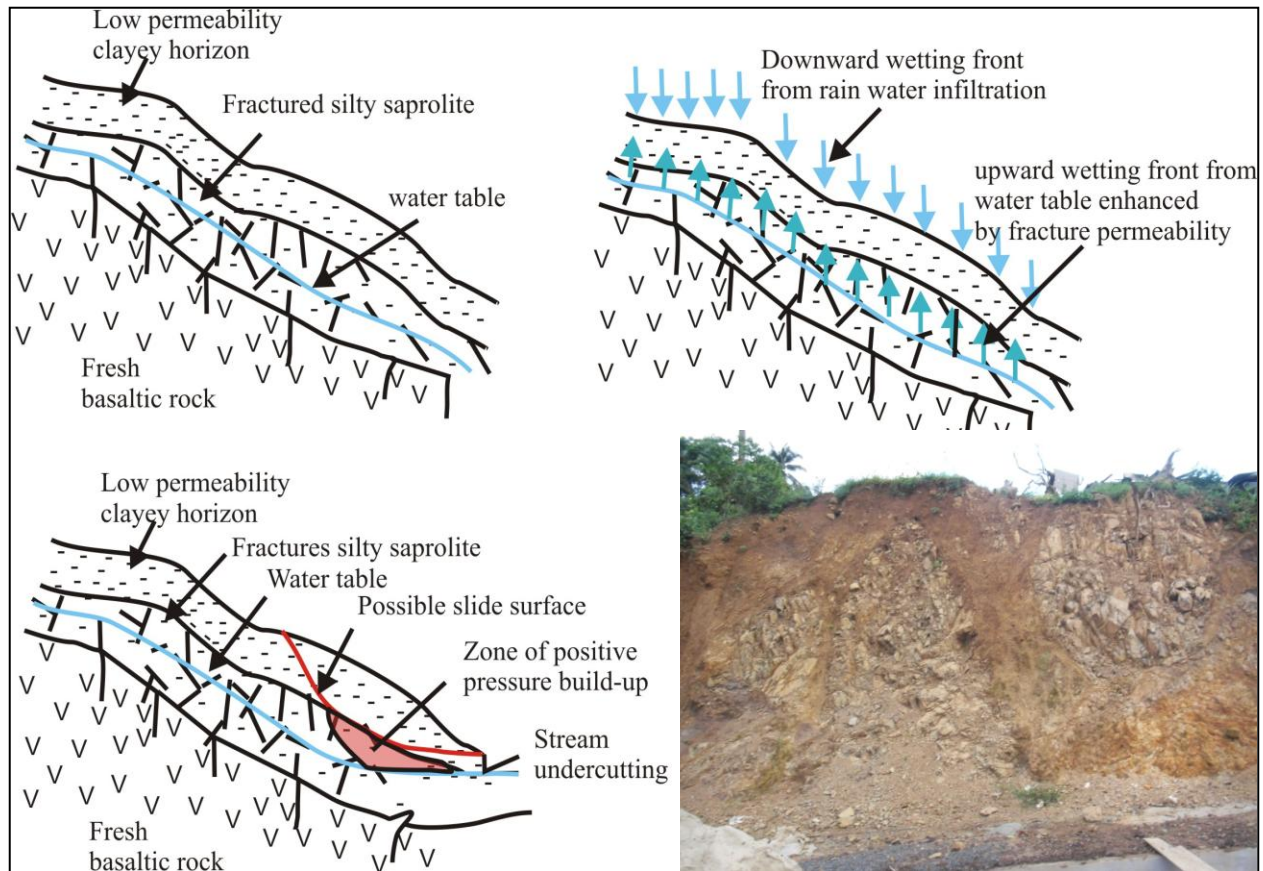 Low permeability
clayey horizon
Fractured silty saprolite
water table
Fresh
basaltic rock
Downward wetting front
from rain water infiltration
upward wetting front from
water table enhanced
by fracture permeability
Low permeability
clayey horizon
Fractures silty saprolite
Water table
Possible slide surface
Zone of positive
pressure build-up
Stream
undercutting
Fresh
basaltic rock